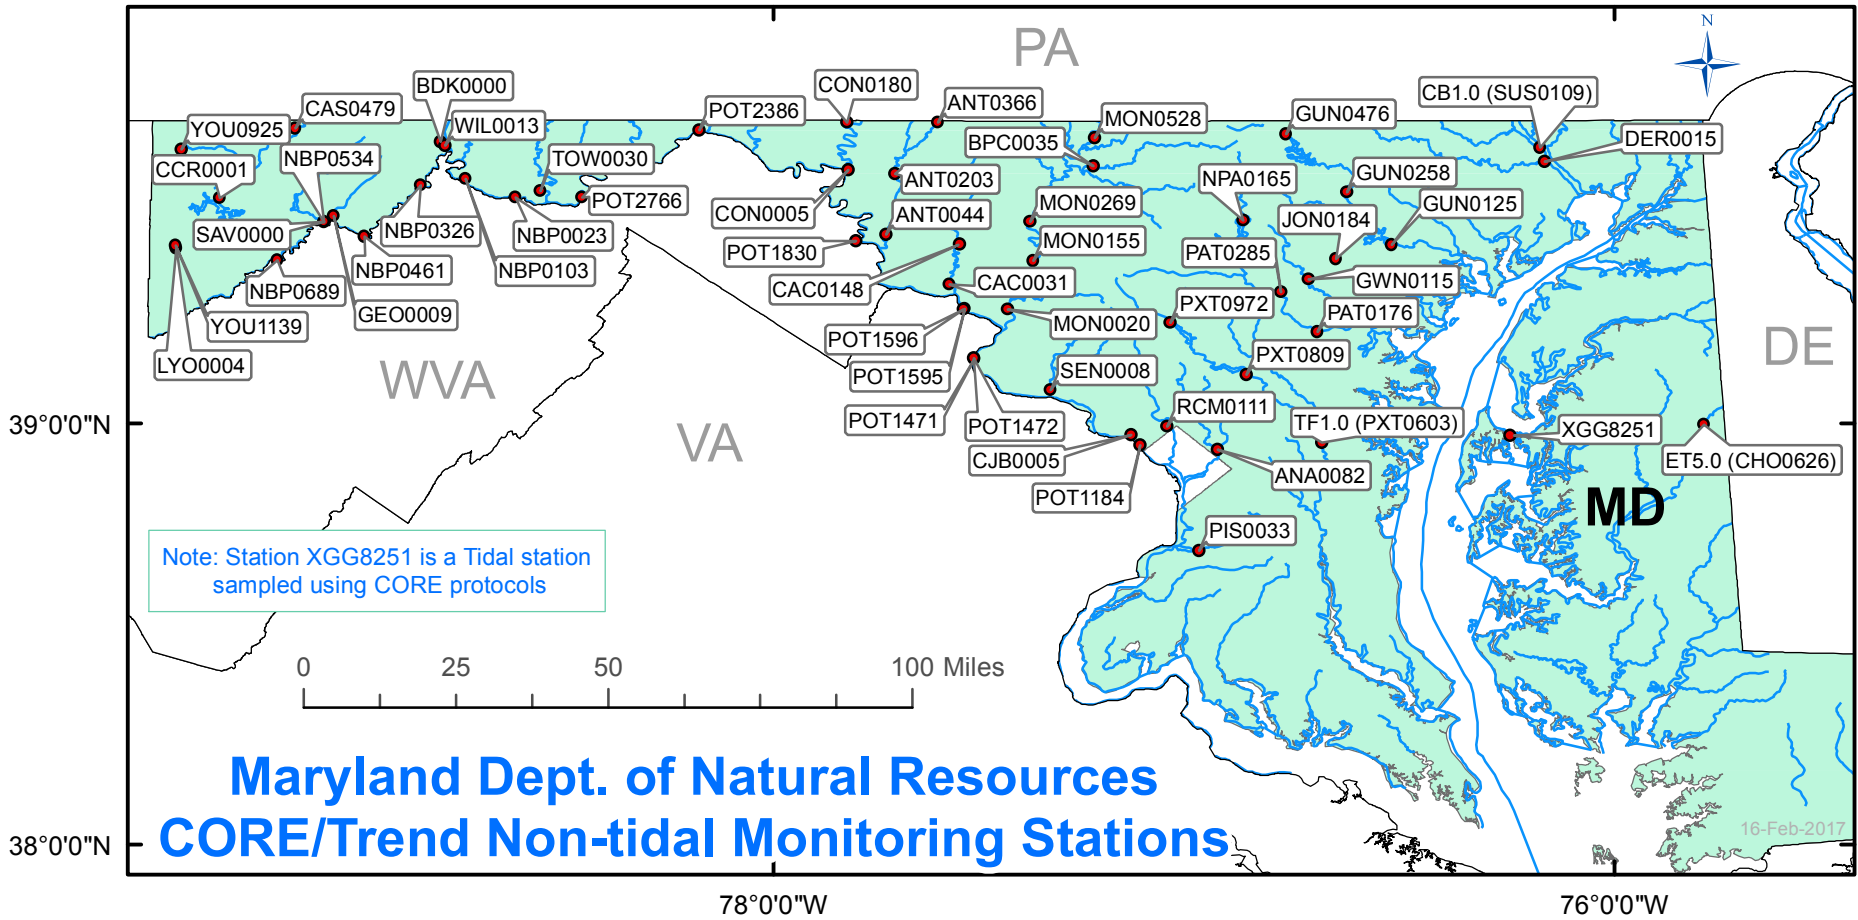 PA
N
BDK0000
CON0180
CAS0479
POT2386
ANT0366
CB1.0 (SUS0109)
YOU0925
WIL0013
MON0528
GUN0476
DER0015
CCR0001
NBP0534
TOW0030
BPC0035
ANT0203
NPA0165
GUN0258
POT2766
CON0005
MON0269
GUN0125
SAV0000
NBP0326
NBP0023
ANT0044
JON0184
POT1830
MON0155
PAT0285
NBP0461
NBP0103
NBP0689
CAC0148
CAC0031
GWN0115
YOU1139
GEO0009
MON0020
PXT0972
PAT0176
POT1596
DE
LYO0004
WVA
POT1595
SEN0008
PXT0809
39°0'0"N
VA
POT1471
POT1472
RCM0111
TF1.0 (PXT0603)
XGG8251
CJB0005
ANA0082
ET5.0 (CHO0626)
POT1184
MD
PIS0033
Note: Station XGG8251 is a Tidal station
sampled using CORE protocols
0 25 50 100 Miles
Maryland Dept. of Natural Resources
CORE/Trend Non-tidal Monitoring Stations
16-Feb-2017
38°0'0"N
78°0'0"W
76°0'0"W